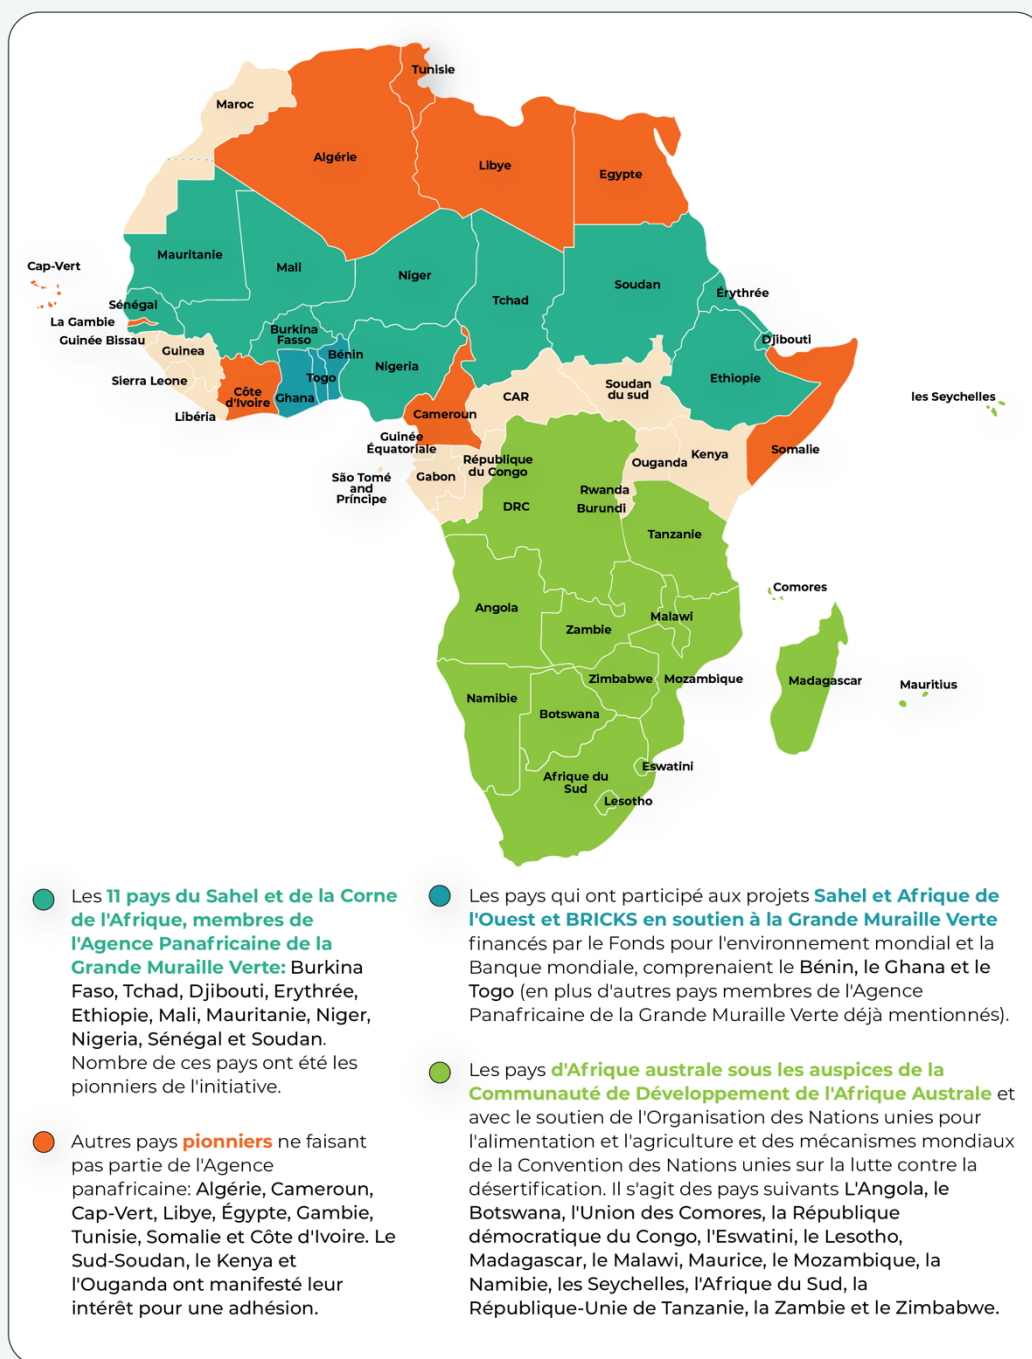 Tunisie
Maroc
Algérie
Libye
Egypte
Mauritanie
Mali
Niger
Soudan
Cap-Vert
Érythrée
Tchad
Sénégal
La Gambie
Burkina
Fasso
Djibouti
Guinée Bissau
Guinea
Bénin
Nigeria
Togo
Ethiopie
Sierra Leone
Côte
d'Ivoire
Ghana
CAR
Soudan
du sud
les Seychelles
Libéria
Cameroun
Guinée
Équatoriale
Kenya
Somalie
République
du Congo
Ouganda
São Tomé
and
Príncipe
Gabon
Rwanda
DRC
Burundi
Tanzanie
Comores
Angola
Malawi
Zambie
Zimbabwe
Mozambique
Madagascar
Mauritius
Namibie
Botswana
Eswatini
Afrique du
Sud
Lesotho
Les 11 pays du Sahel et de la Corne
de l'Afrique, membres de
l'Agence Panafricaine de la
Grande Muraille Verte: Burkina
Faso, Tchad, Djibouti, Erythrée,
Ethiopie, Mali, Mauritanie, Niger,
Nigeria, Sénégal et Soudan.
Nombre de ces pays ont été les
pionniers de l'initiative.
Autres pays pionniers ne faisant
pas partie de l'Agence
panafricaine: Algérie, Cameroun,
Cap-Vert, Libye, Égypte, Gambie,
Tunisie, Somalie et Côte d'Ivoire. Le
Sud-Soudan, le Kenya et
l'Ouganda ont manifesté leur
intérêt pour une adhésion.
Les pays qui ont participé aux projets Sahel et Afrique de
l'Ouest et BRICKS en soutien à la Grande Muraille Verte
financés par le Fonds pour l'environnement mondial et la
Banque mondiale, comprenaient le Bénin, le Ghana et le
Togo (en plus d'autres pays membres de l'Agence
Panafricaine de la Grande Muraille Verte déjà mentionnés).
Les pays d'Afrique australe sous les auspices de la
Communauté de Développement de l'Afrique Australe et
avec le soutien de l'Organisation des Nations unies pour
l'alimentation et l'agriculture et des mécanismes mondiaux
de la Convention des Nations unies sur la lutte contre la
désertification. Il s'agit des pays suivants L'Angola, le
Botswana, l'Union des Comores, la République
démocratique du Congo, l'Eswatini, le Lesotho,
Madagascar, le Malawi, Maurice, le Mozambique, la
Namibie, les Seychelles, l'Afrique du Sud, la
République-Unie de Tanzanie, la Zambie et le Zimbabwe.